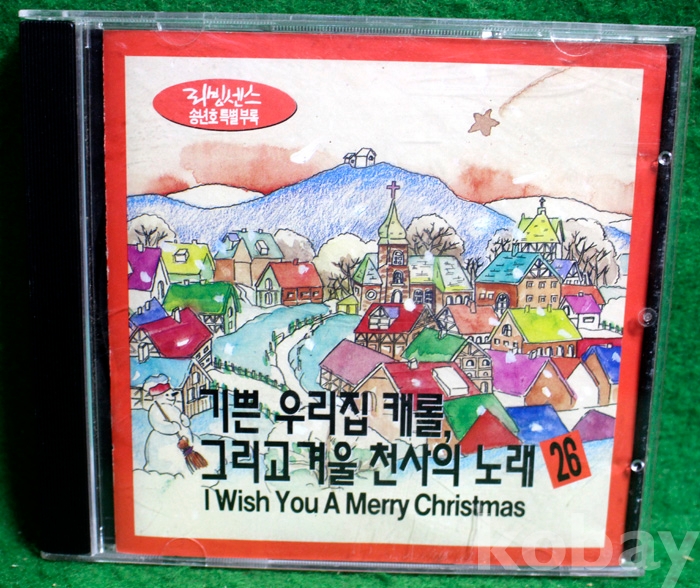 리빙센스
송년호 특별부록
기쁜 우리집 캐롤,
그리고 겨울 천사의 노래 26
I Wish You A Merry Christmas
kobay